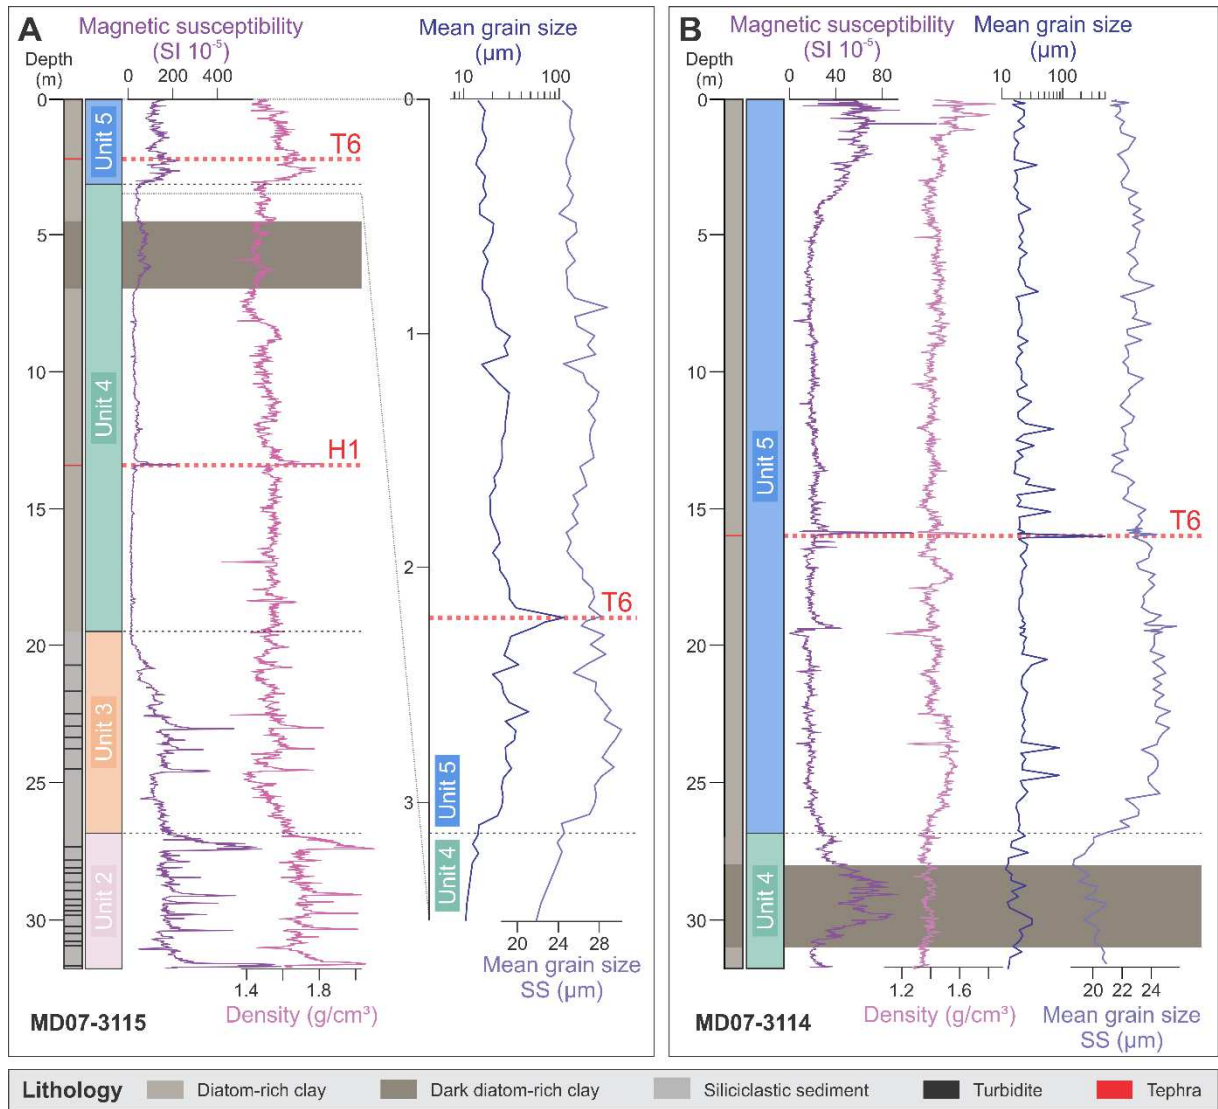 A
Magnetic susceptibility
(SI 10⁻⁵)
Depth
(m)
0 200 400
Mean grain size
(µm)
10 100
0
5
10
15
20
25
30
Unit 5
Unit 4
Unit 3
Unit 2
T6
H1
0
1
2
3
T6
Unit 5
Unit 4
20 24 28
Mean grain size
SS (µm)
1.4 1.8
Density (g/cm³)
MD07-3115
B
Magnetic susceptibility
(SI 10⁻⁵)
Depth
(m)
0 40 80
Mean grain size
(µm)
10 100
0
5
10
15
20
25
30
Unit 5
Unit 4
T6
1.2 1.6
Density (g/cm³)
20 22 24
Mean grain size
SS (µm)
MD07-3114
Lithology
Diatom-rich clay
Dark diatom-rich clay
Siliciclastic sediment
Turbidite
Tephra